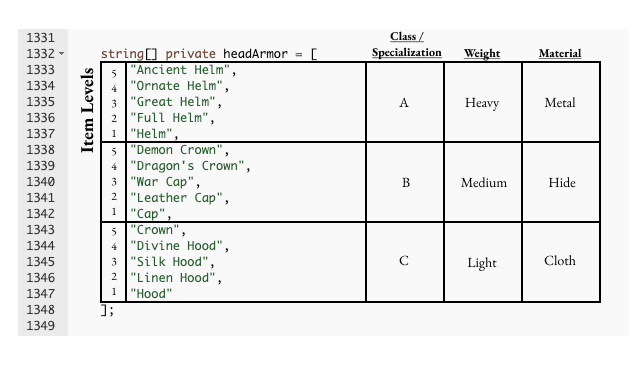 1331 Class /
1332 string[] private headArmor = [ Specialization Weight Material
Item Levels
1333 5 "Ancient Helm",
1334 4 "Ornate Helm",
1335 3 "Great Helm", A Heavy Metal
1336 2 "Full Helm",
1337 1 "Helm",
1338 5 "Demon Crown",
1339 4 "Dragon's Crown",
1340 3 "War Cap", B Medium Hide
1341 2 "Leather Cap",
1342 1 "Cap",
1343 5 "Crown",
1344 4 "Divine Hood",
1345 3 "Silk Hood", C Light Cloth
1346 2 "Linen Hood",
1347 1 "Hood"
1348 ];
1349